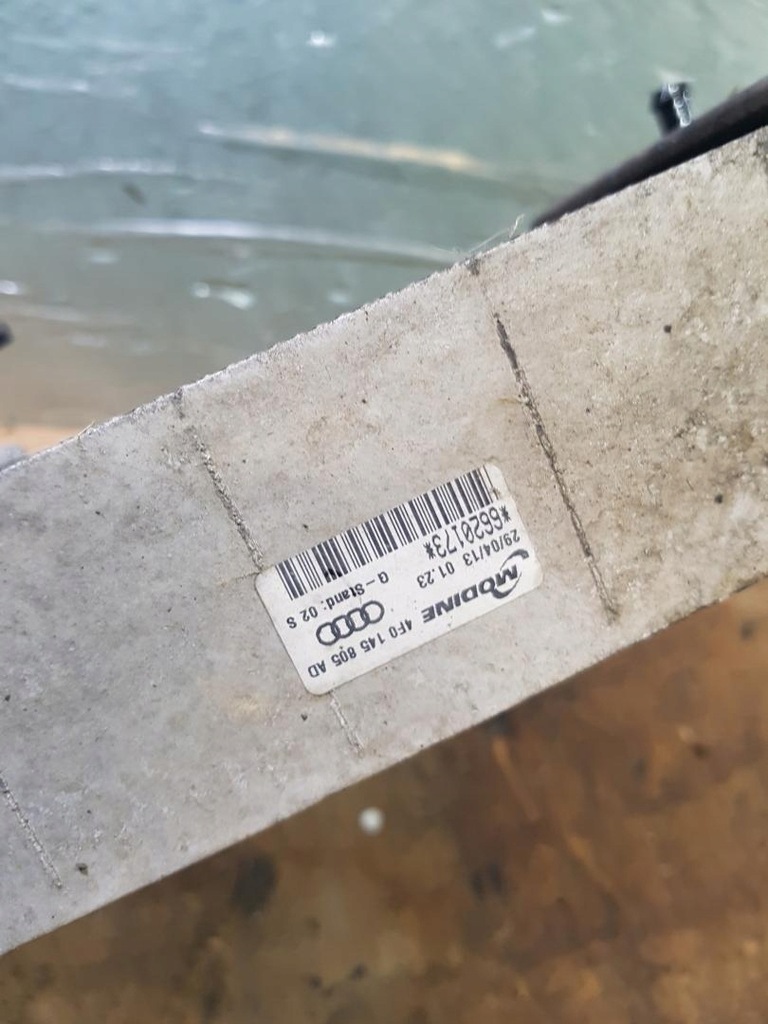 MODINE 4F0 145 805 AD
29/04/13 01.23 Q-Stand: 02 S
*6620173*